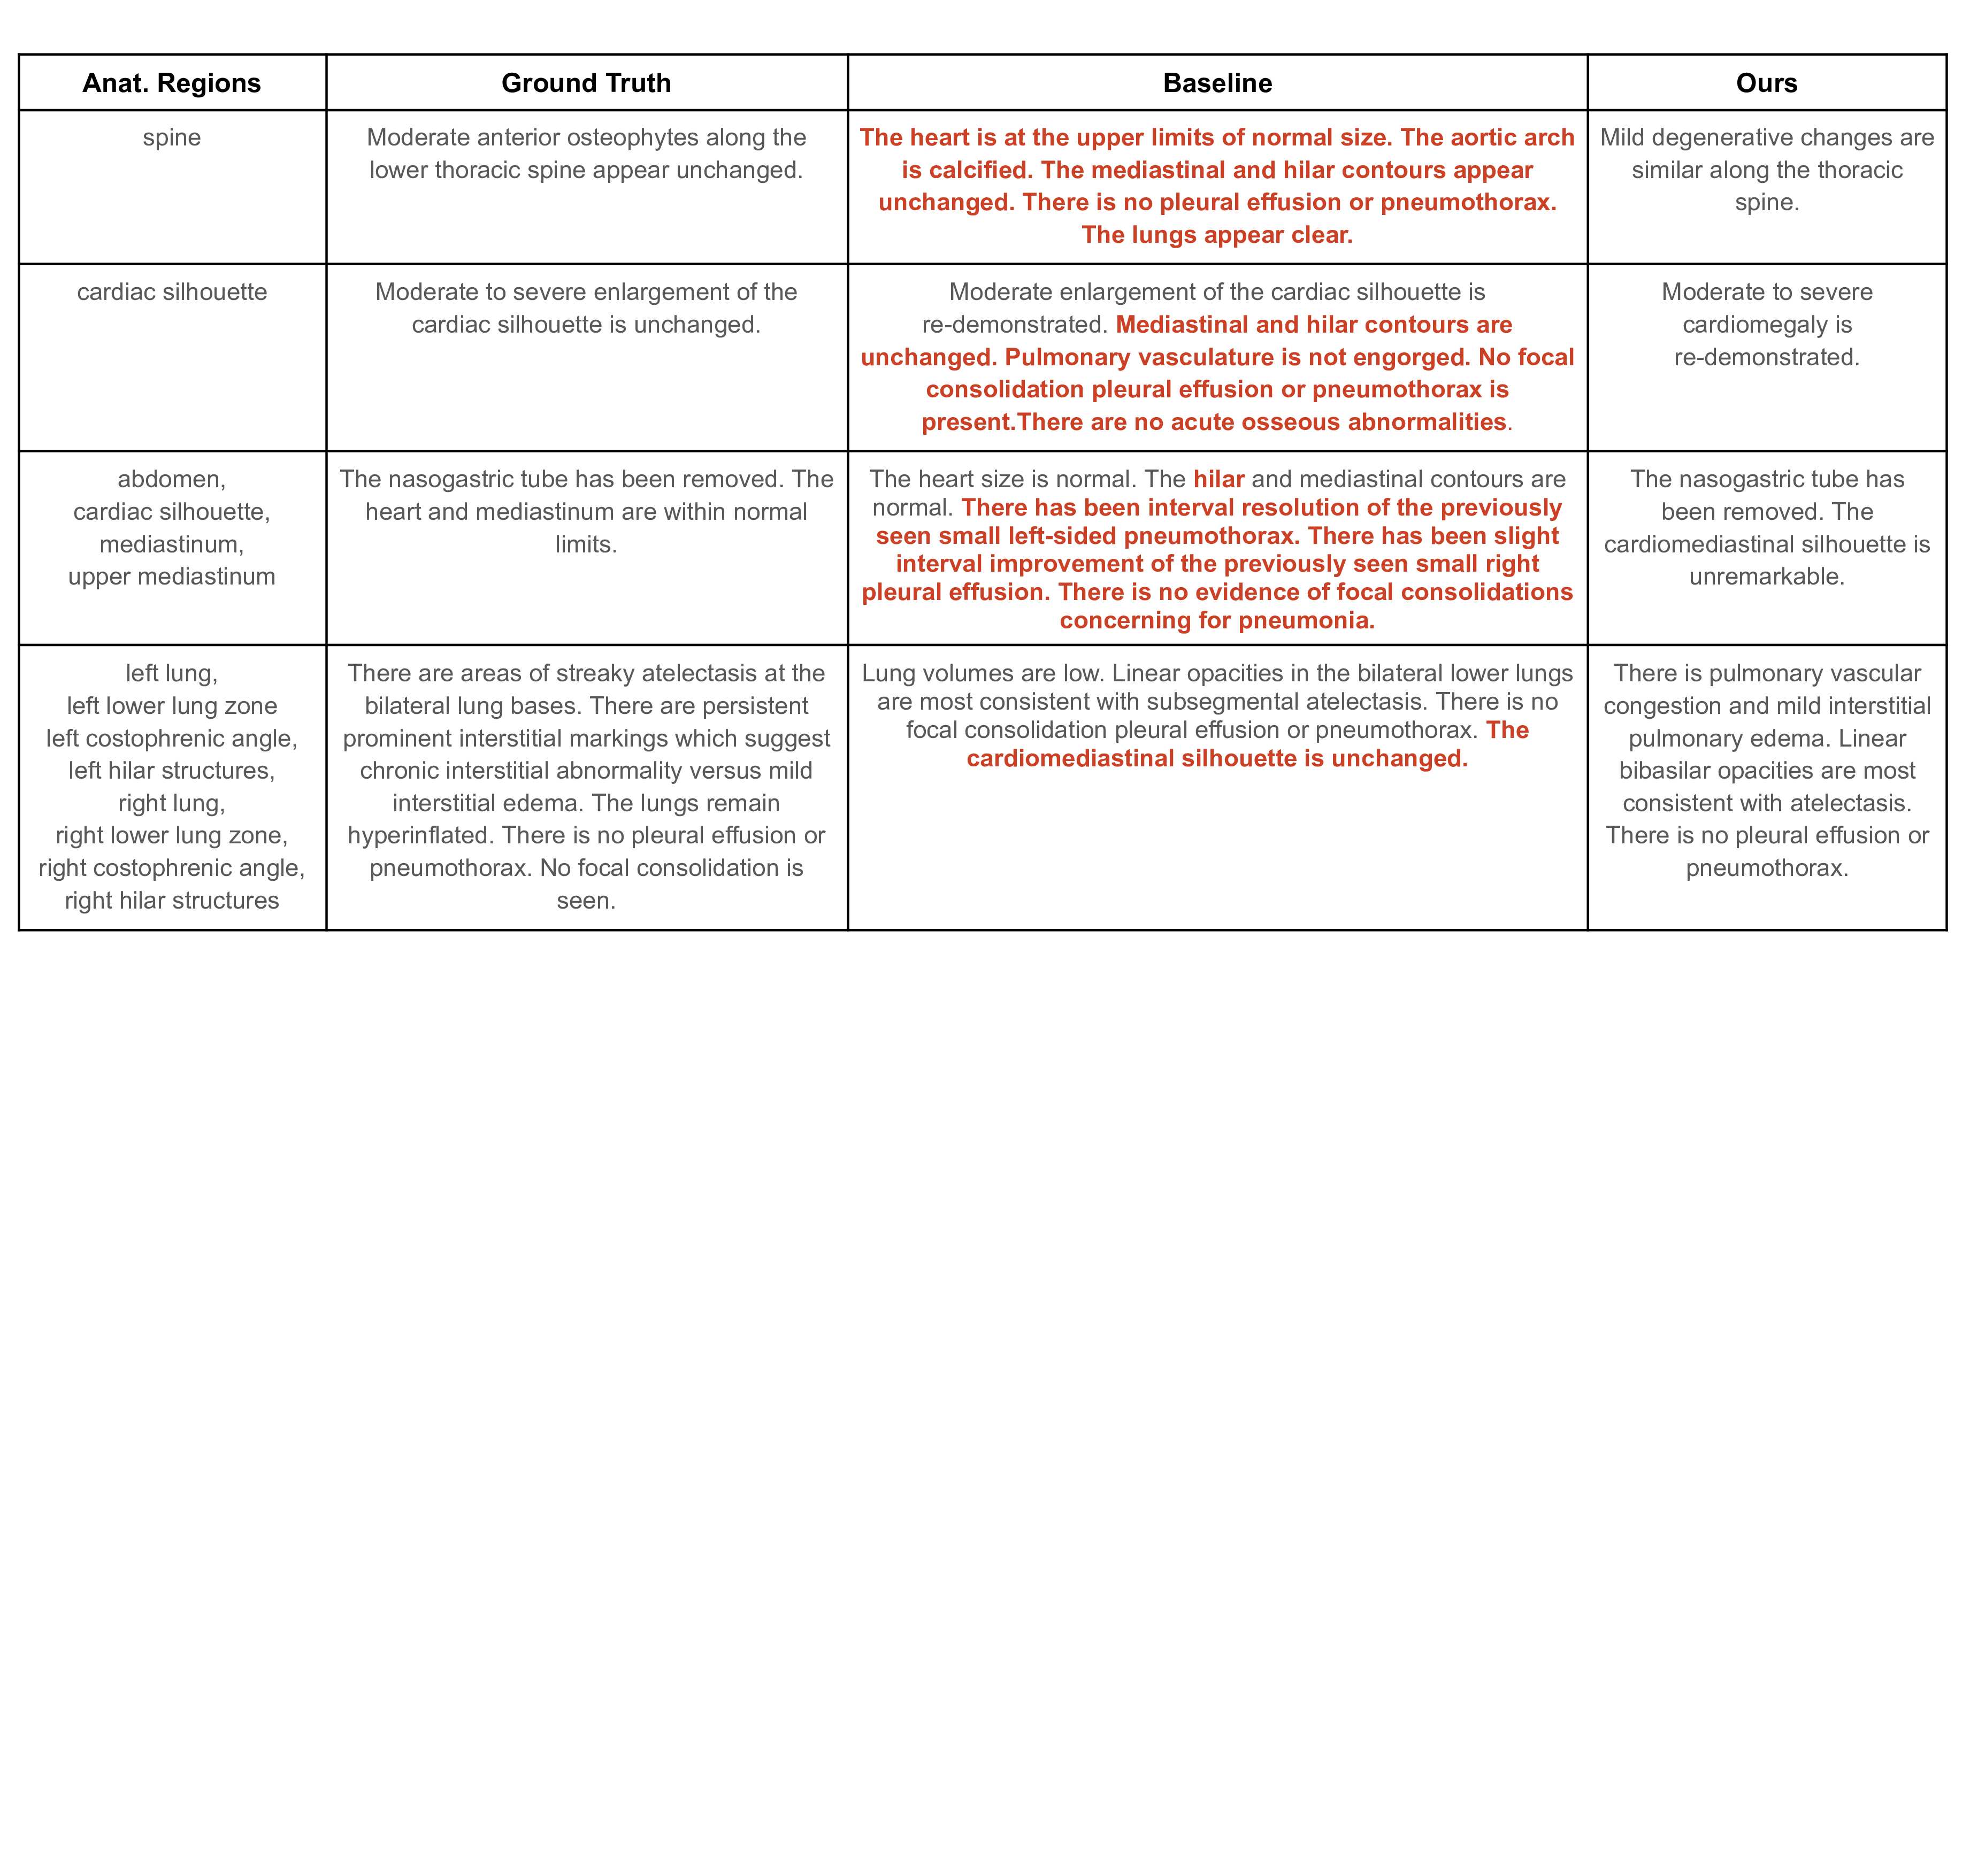 Anat. Regions
Ground Truth
Baseline
Ours
spine
Moderate anterior osteophytes along the
lower thoracic spine appear unchanged.
The heart is at the upper limits of normal size. The aortic arch
is calcified. The mediastinal and hilar contours appear
unchanged. There is no pleural effusion or pneumothorax.
The lungs appear clear.
Mild degenerative changes are
similar along the thoracic
spine.
cardiac silhouette
Moderate to severe enlargement of the
cardiac silhouette is unchanged.
Moderate enlargement of the cardiac silhouette is
re-demonstrated. Mediastinal and hilar contours are
unchanged. Pulmonary vasculature is not engorged. No focal
consolidation pleural effusion or pneumothorax is
present.There are no acute osseous abnormalities.
Moderate to severe
cardiomegaly is
re-demonstrated.
abdomen,
cardiac silhouette,
mediastinum,
upper mediastinum
The nasogastric tube has been removed. The
heart and mediastinum are within normal
limits.
The heart size is normal. The hilar and mediastinal contours are
normal. There has been interval resolution of the previously
seen small left-sided pneumothorax. There has been slight
interval improvement of the previously seen small right
pleural effusion. There is no evidence of focal consolidations
concerning for pneumonia.
The nasogastric tube has
been removed. The
cardiomediastinal silhouette is
unremarkable.
left lung,
left lower lung zone
left costophrenic angle,
left hilar structures,
right lung,
right lower lung zone,
right costophrenic angle,
right hilar structures
There are areas of streaky atelectasis at the
bilateral lung bases. There are persistent
prominent interstitial markings which suggest
chronic interstitial abnormality versus mild
interstitial edema. The lungs remain
hyperinflated. There is no pleural effusion or
pneumothorax. No focal consolidation is
seen.
Lung volumes are low. Linear opacities in the bilateral lower lungs
are most consistent with subsegmental atelectasis. There is no
focal consolidation pleural effusion or pneumothorax. The
cardiomediastinal silhouette is unchanged.
There is pulmonary vascular
congestion and mild interstitial
pulmonary edema. Linear
bibasilar opacities are most
consistent with atelectasis.
There is no pleural effusion or
pneumothorax.